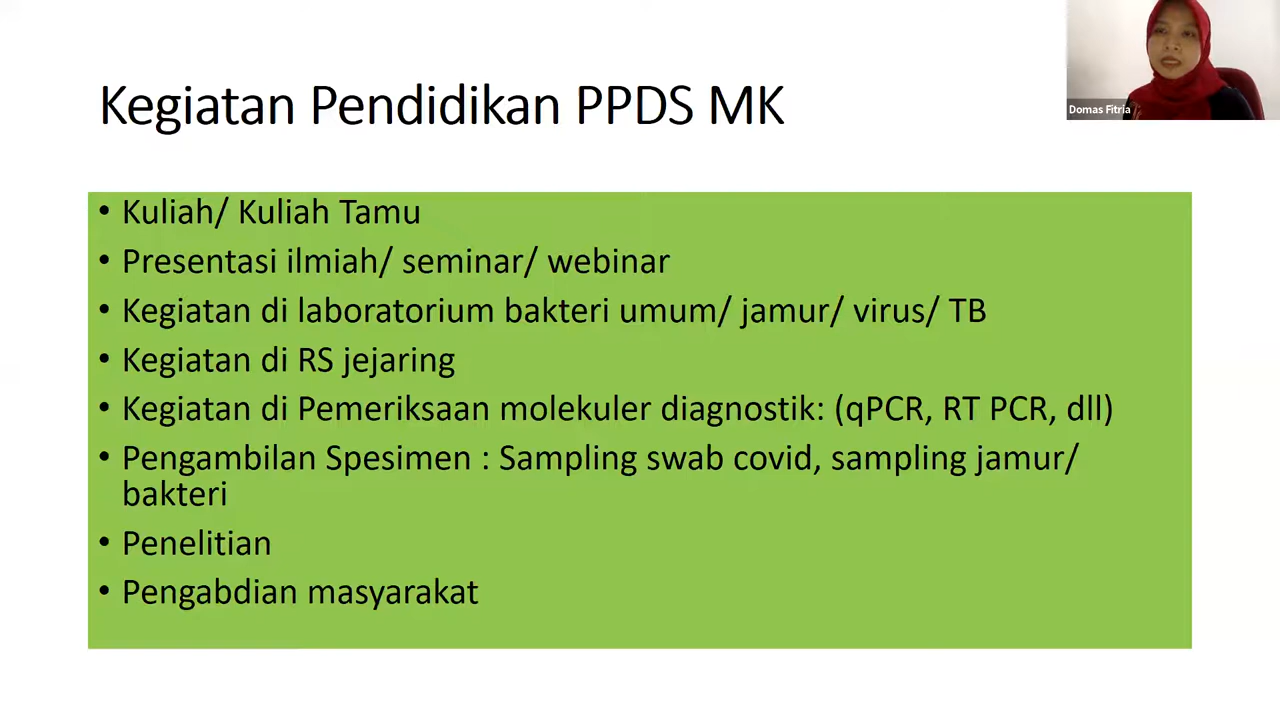 Domas Fitria
Kegiatan Pendidikan PPDS MK
• Kuliah/ Kuliah Tamu
• Presentasi ilmiah/ seminar/ webinar
• Kegiatan di laboratorium bakteri umum/ jamur/ virus/ TB
• Kegiatan di RS jejaring
• Kegiatan di Pemeriksaan molekuler diagnostik: (qPCR, RT PCR, dll)
• Pengambilan Spesimen : Sampling swab covid, sampling jamur/
bakteri
• Penelitian
• Pengabdian masyarakat